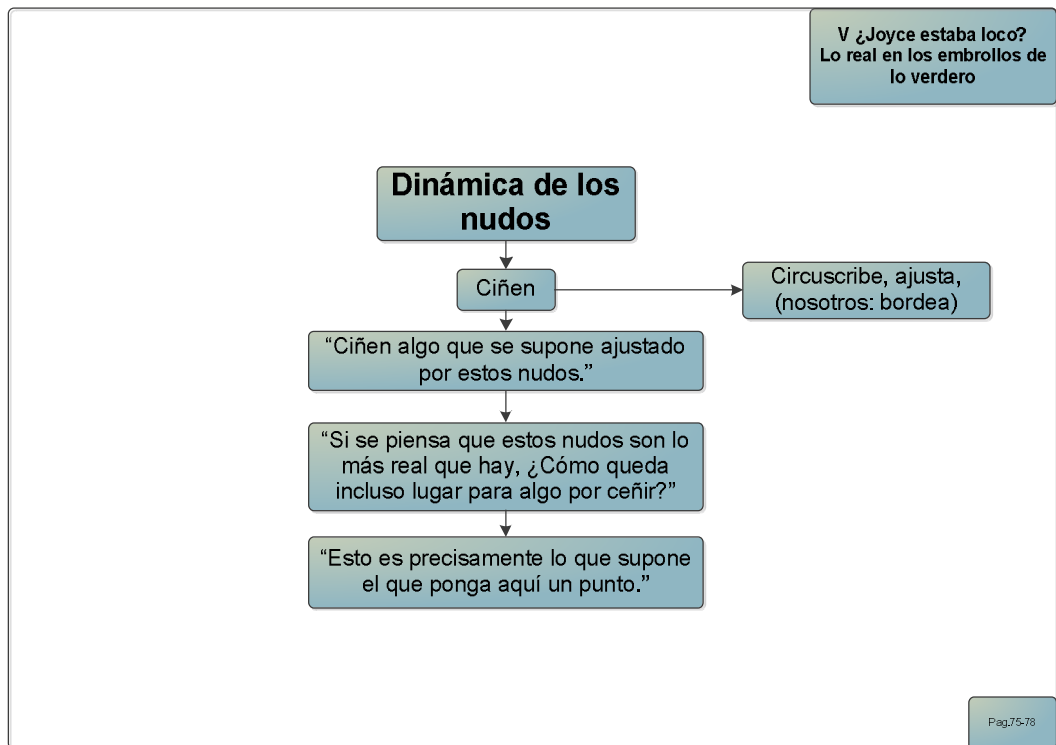 V ¿Joyce estaba loco?
Lo real en los embrollos de
lo verdero
Dinámica de los
nudos
Ciñen
Circuscribe, ajusta,
(nosotros: bordea)
“Ciñen algo que se supone ajustado
por estos nudos.”
“Si se piensa que estos nudos son lo
más real que hay, ¿Cómo queda
incluso lugar para algo por ceñir?”
“Esto es precisamente lo que supone
el que ponga aquí un punto.”
Pag.75-78